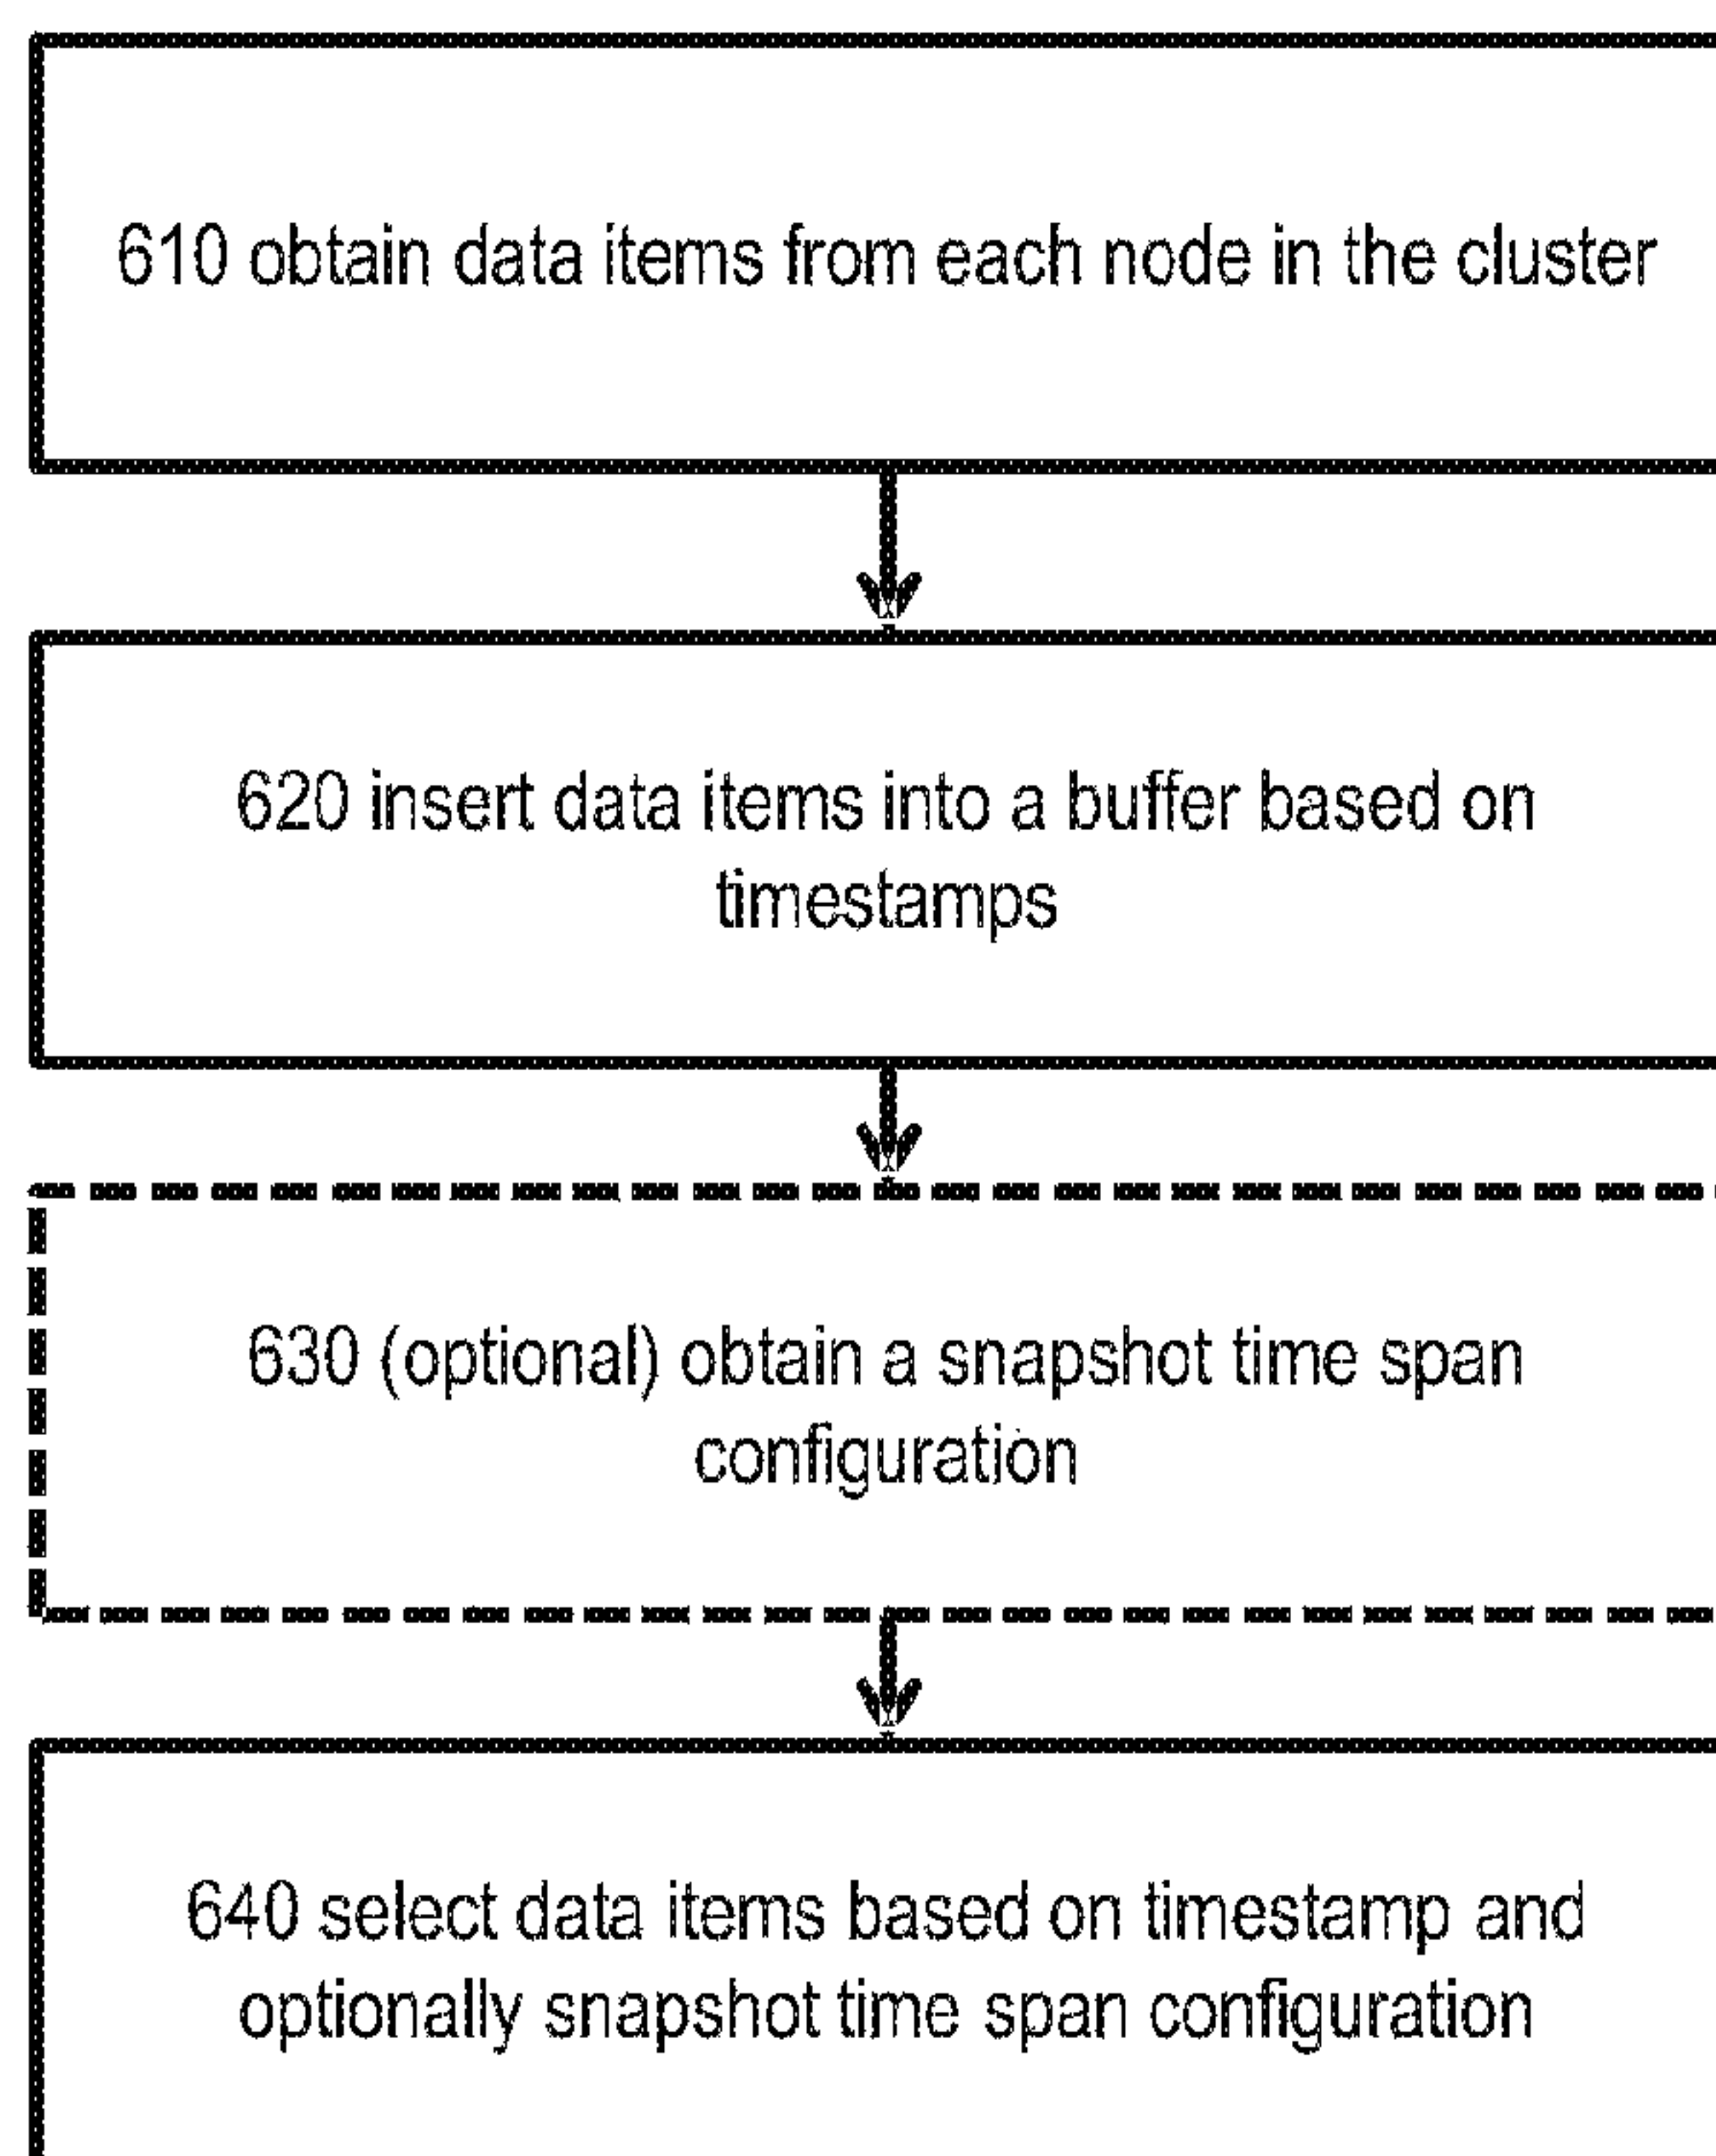 610 obtain data items from each node in the cluster
620 insert data items into a buffer based on
timestamps
630 (optional) obtain a snapshot time span
configuration
640 select data items based on timestamp and
optionally snapshot time span configuration